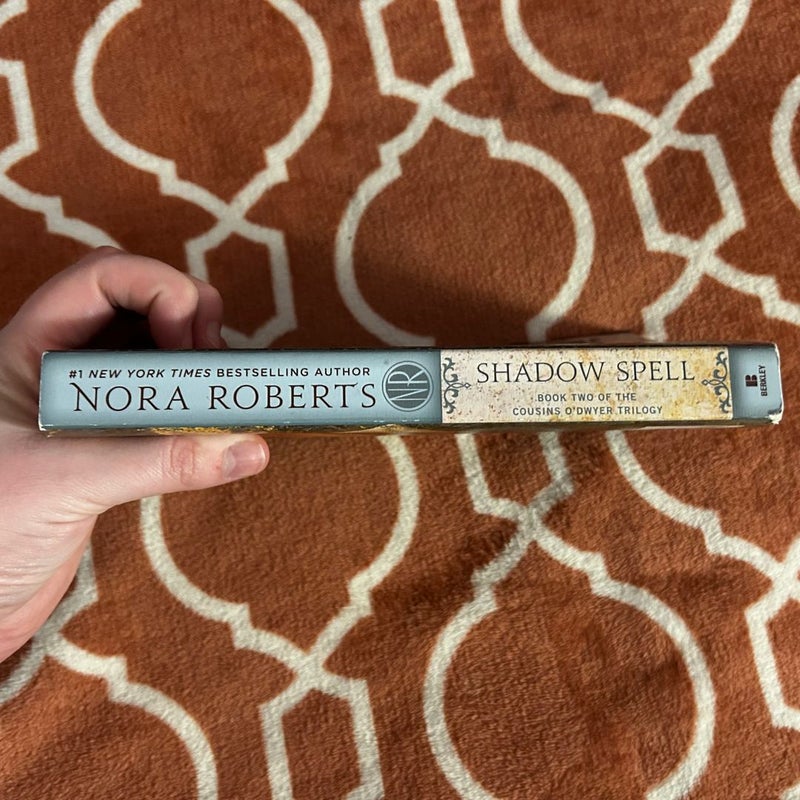 #1 NEW YORK TIMES BESTSELLING AUTHOR
NORA ROBERTS
NR
SHADOW SPELL
BOOK TWO OF THE
COUSINS O'DWYER TRILOGY
B
BERKLEY